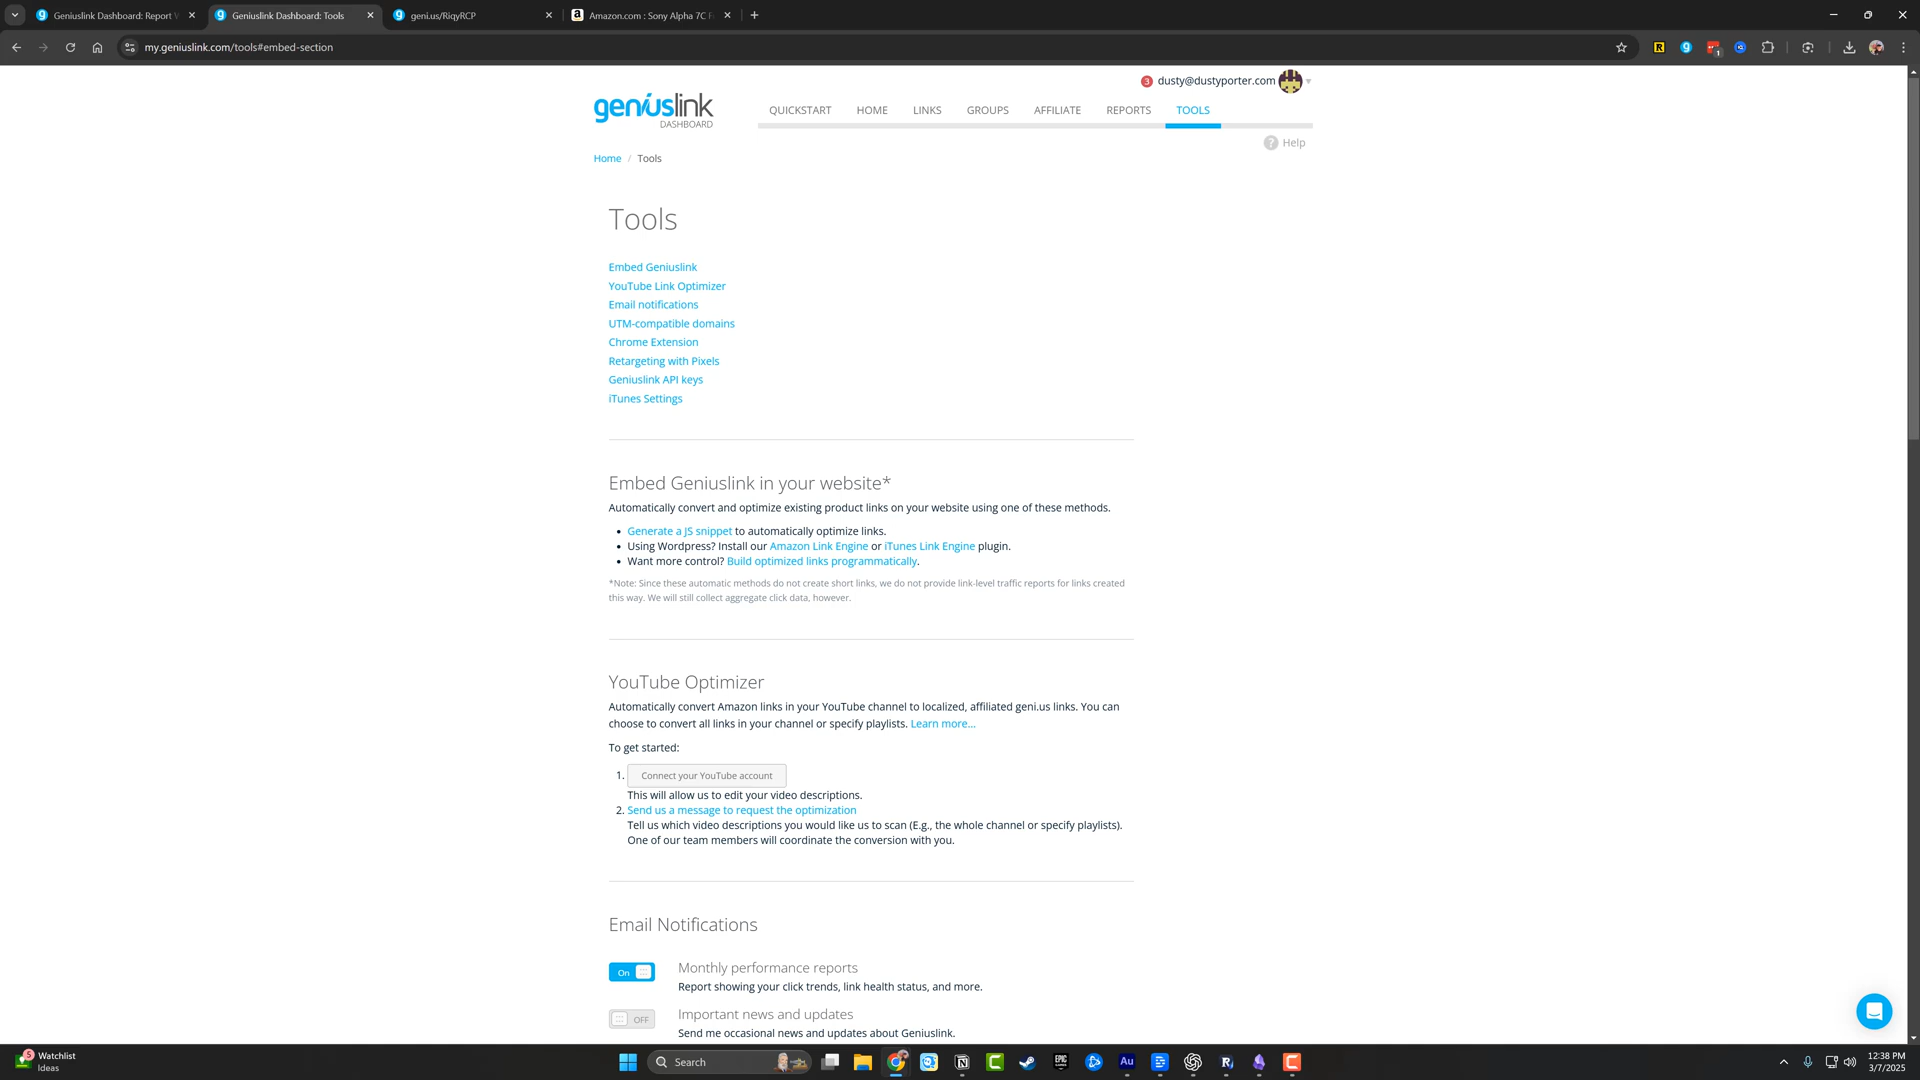 Geniuslink Dashboard: Report
Geniuslink Dashboard: Tools
geni.us/RiqyRCP
Amazon.com : Sony Alpha 7C
my.geniuslink.com/tools#embed-section
3 dusty@dustyporter.com
geniuslink
DASHBOARD
QUICKSTART HOME LINKS GROUPS AFFILIATE REPORTS TOOLS
? Help
Home / Tools
Tools
Embed Geniuslink
YouTube Link Optimizer
Email notifications
UTM-compatible domains
Chrome Extension
Retargeting with Pixels
Geniuslink API keys
iTunes Settings
Embed Geniuslink in your website*
Automatically convert and optimize existing product links on your website using one of these methods.
• Generate a JS snippet to automatically optimize links.
• Using Wordpress? Install our Amazon Link Engine or iTunes Link Engine plugin.
• Want more control? Build optimized links programmatically.
*Note: Since these automatic methods do not create short links, we do not provide link-level traffic reports for links created
this way. We will still collect aggregate click data, however.
YouTube Optimizer
Automatically convert Amazon links in your YouTube channel to localized, affiliated geni.us links. You can
choose to convert all links in your channel or specify playlists. Learn more...
To get started:
1. Connect your YouTube account
This will allow us to edit your video descriptions.
2. Send us a message to request the optimization
Tell us which video descriptions you would like us to scan (E.g., the whole channel or specify playlists).
One of our team members will coordinate the conversion with you.
Email Notifications
On Monthly performance reports
Report showing your click trends, link health status, and more.
OFF Important news and updates
Send me occasional news and updates about Geniuslink.
5 Watchlist
Ideas
Search
EPIC GAMES
Au
12:38 PM
3/7/2025